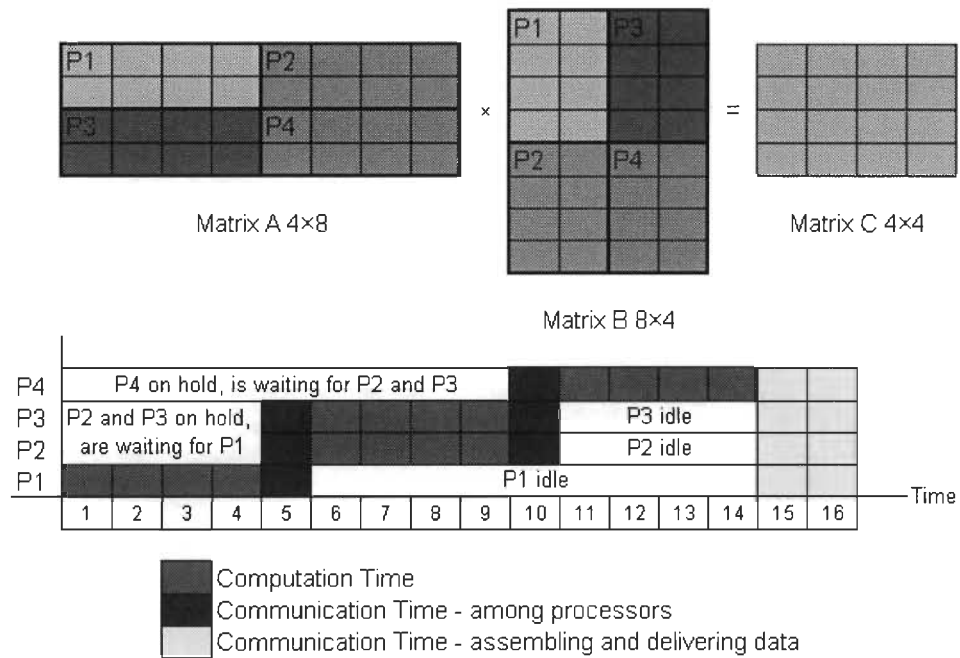 P1 P2
P3 P4
Matrix A 4×8
×
P1 P3
P2 P4
Matrix B 8×4
=
Matrix C 4×4
P4 P4 on hold, is waiting for P2 and P3
P3 P2 and P3 on hold, P3 idle
P2 are waiting for P1 P2 idle
P1 P1 idle
Time
1 2 3 4 5 6 7 8 9 10 11 12 13 14 15 16
Computation Time
Communication Time - among processors
Communication Time - assembling and delivering data